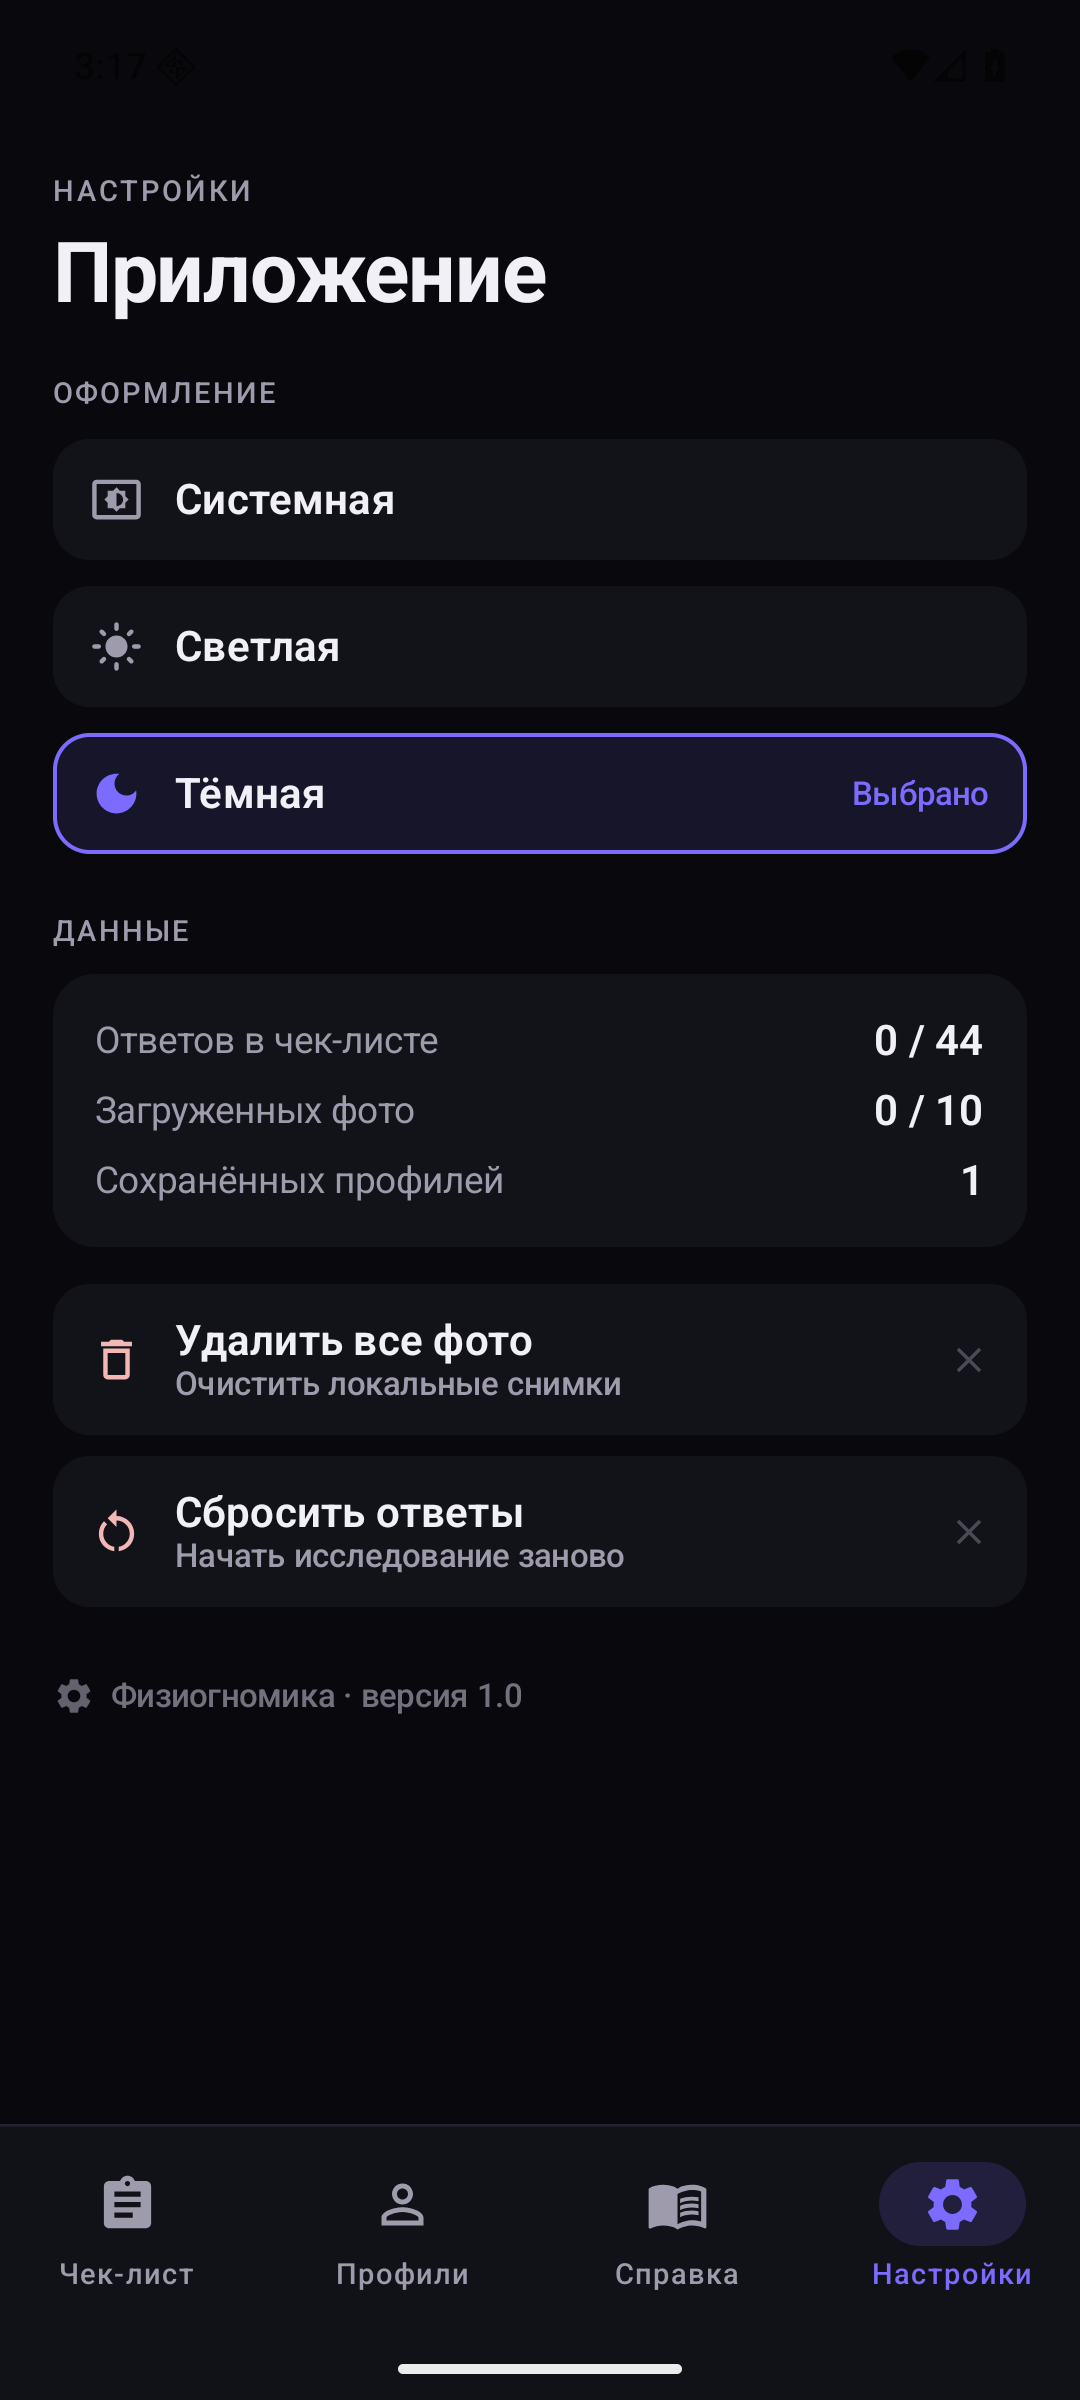 3:17
НАСТРОЙКИ
Приложение
ОФОРМЛЕНИЕ
Системная
Светлая
Тёмная
Выбрано
ДАННЫЕ
Ответов в чек-листе 0 / 44
Загруженных фото 0 / 10
Сохранённых профилей 1
Удалить все фото
Очистить локальные снимки
Сбросить ответы
Начать исследование заново
Физиогномика · версия 1.0
Чек-лист Профили Справка Настройки